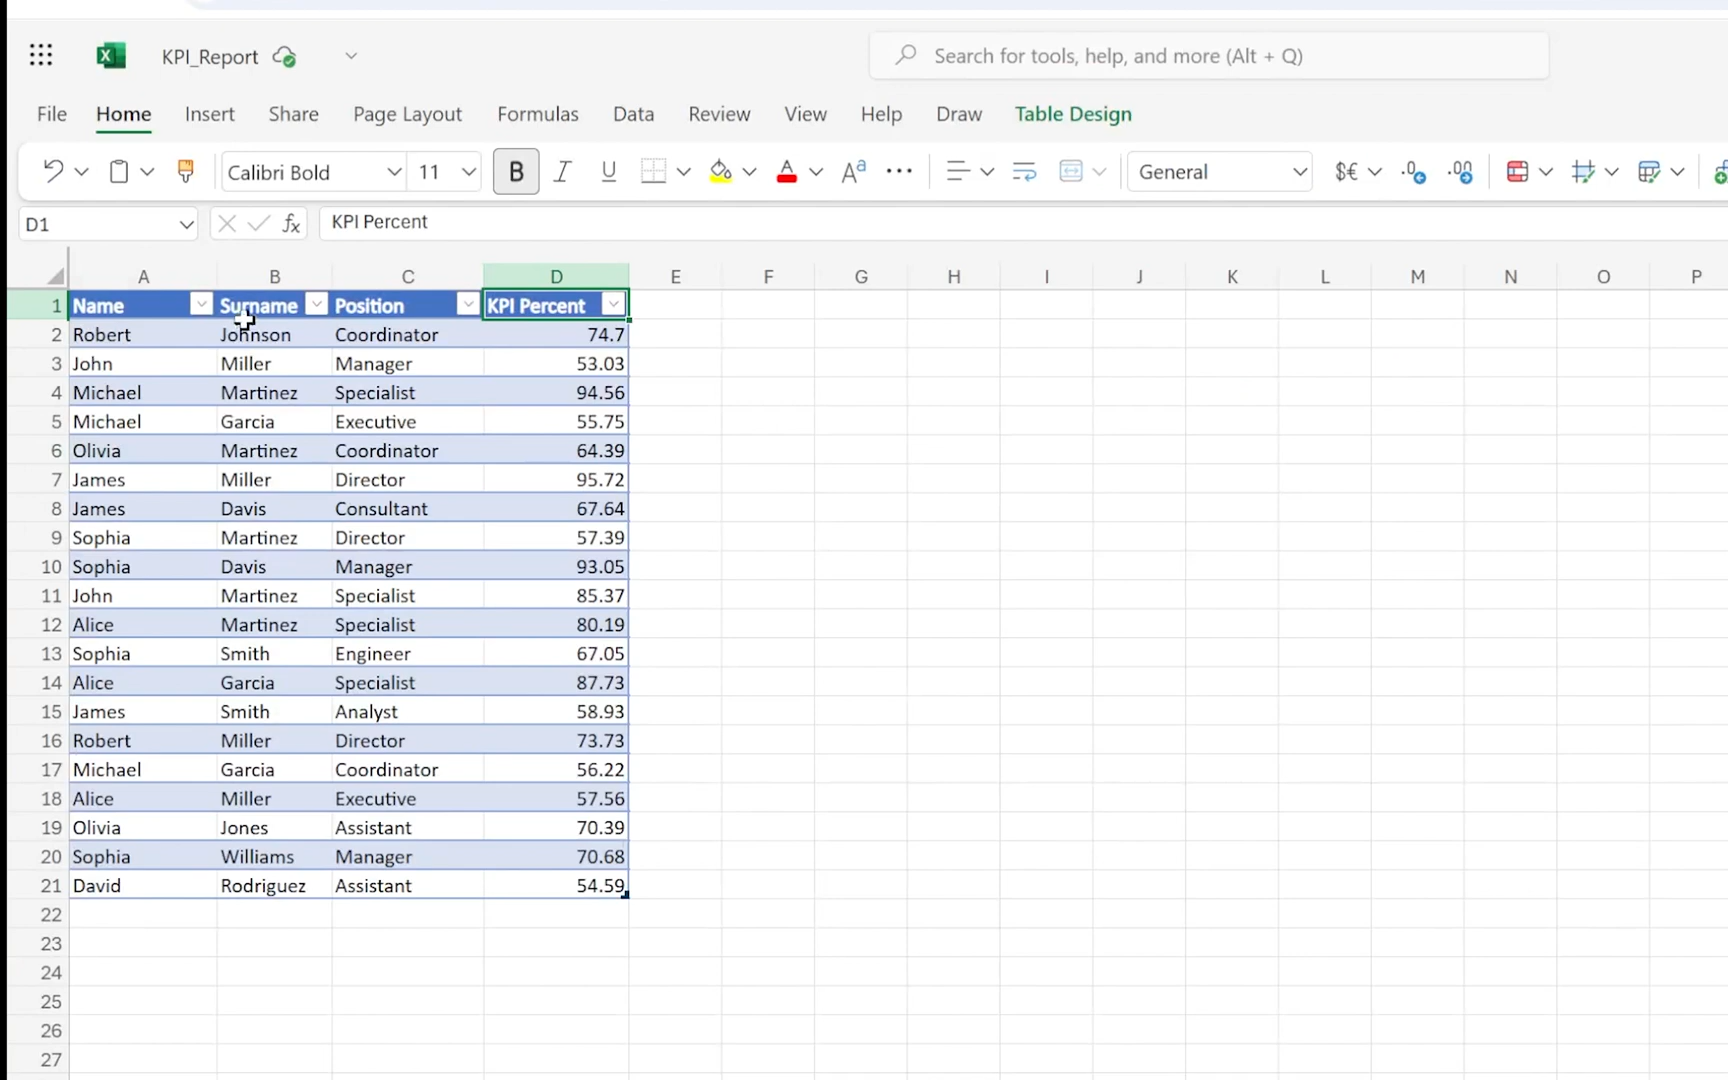 KPI_Report
Search for tools, help, and more (Alt + Q)
File Home Insert Share Page Layout Formulas Data Review View Help Draw Table Design
Calibri Bold 11 B I U A A^a ... General $€ .0 .00
D1 fx KPI Percent
A B C D E F G H I J K L M N O P
1 Name Surname Position KPI Percent
2 Robert Johnson Coordinator 74.7
3 John Miller Manager 53.03
4 Michael Martinez Specialist 94.56
5 Michael Garcia Executive 55.75
6 Olivia Martinez Coordinator 64.39
7 James Miller Director 95.72
8 James Davis Consultant 67.64
9 Sophia Martinez Director 57.39
10 Sophia Davis Manager 93.05
11 John Martinez Specialist 85.37
12 Alice Martinez Specialist 80.19
13 Sophia Smith Engineer 67.05
14 Alice Garcia Specialist 87.73
15 James Smith Analyst 58.93
16 Robert Miller Director 73.73
17 Michael Garcia Coordinator 56.22
18 Alice Miller Executive 57.56
19 Olivia Jones Assistant 70.39
20 Sophia Williams Manager 70.68
21 David Rodriguez Assistant 54.59
22
23
24
25
26
27